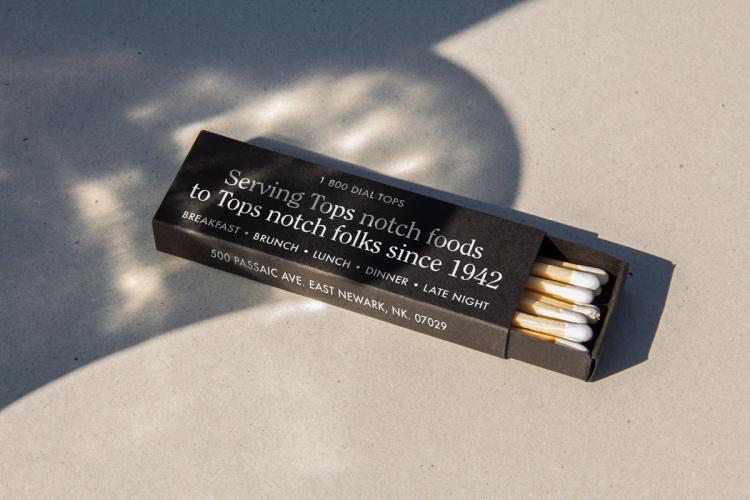 1 800 DIAL TOPS
Serving Tops notch foods
to Tops notch folks since 1942
BREAKFAST • BRUNCH • LUNCH • DINNER • LATE NIGHT
500 PASSAIC AVE. EAST NEWARK, NK. 07029